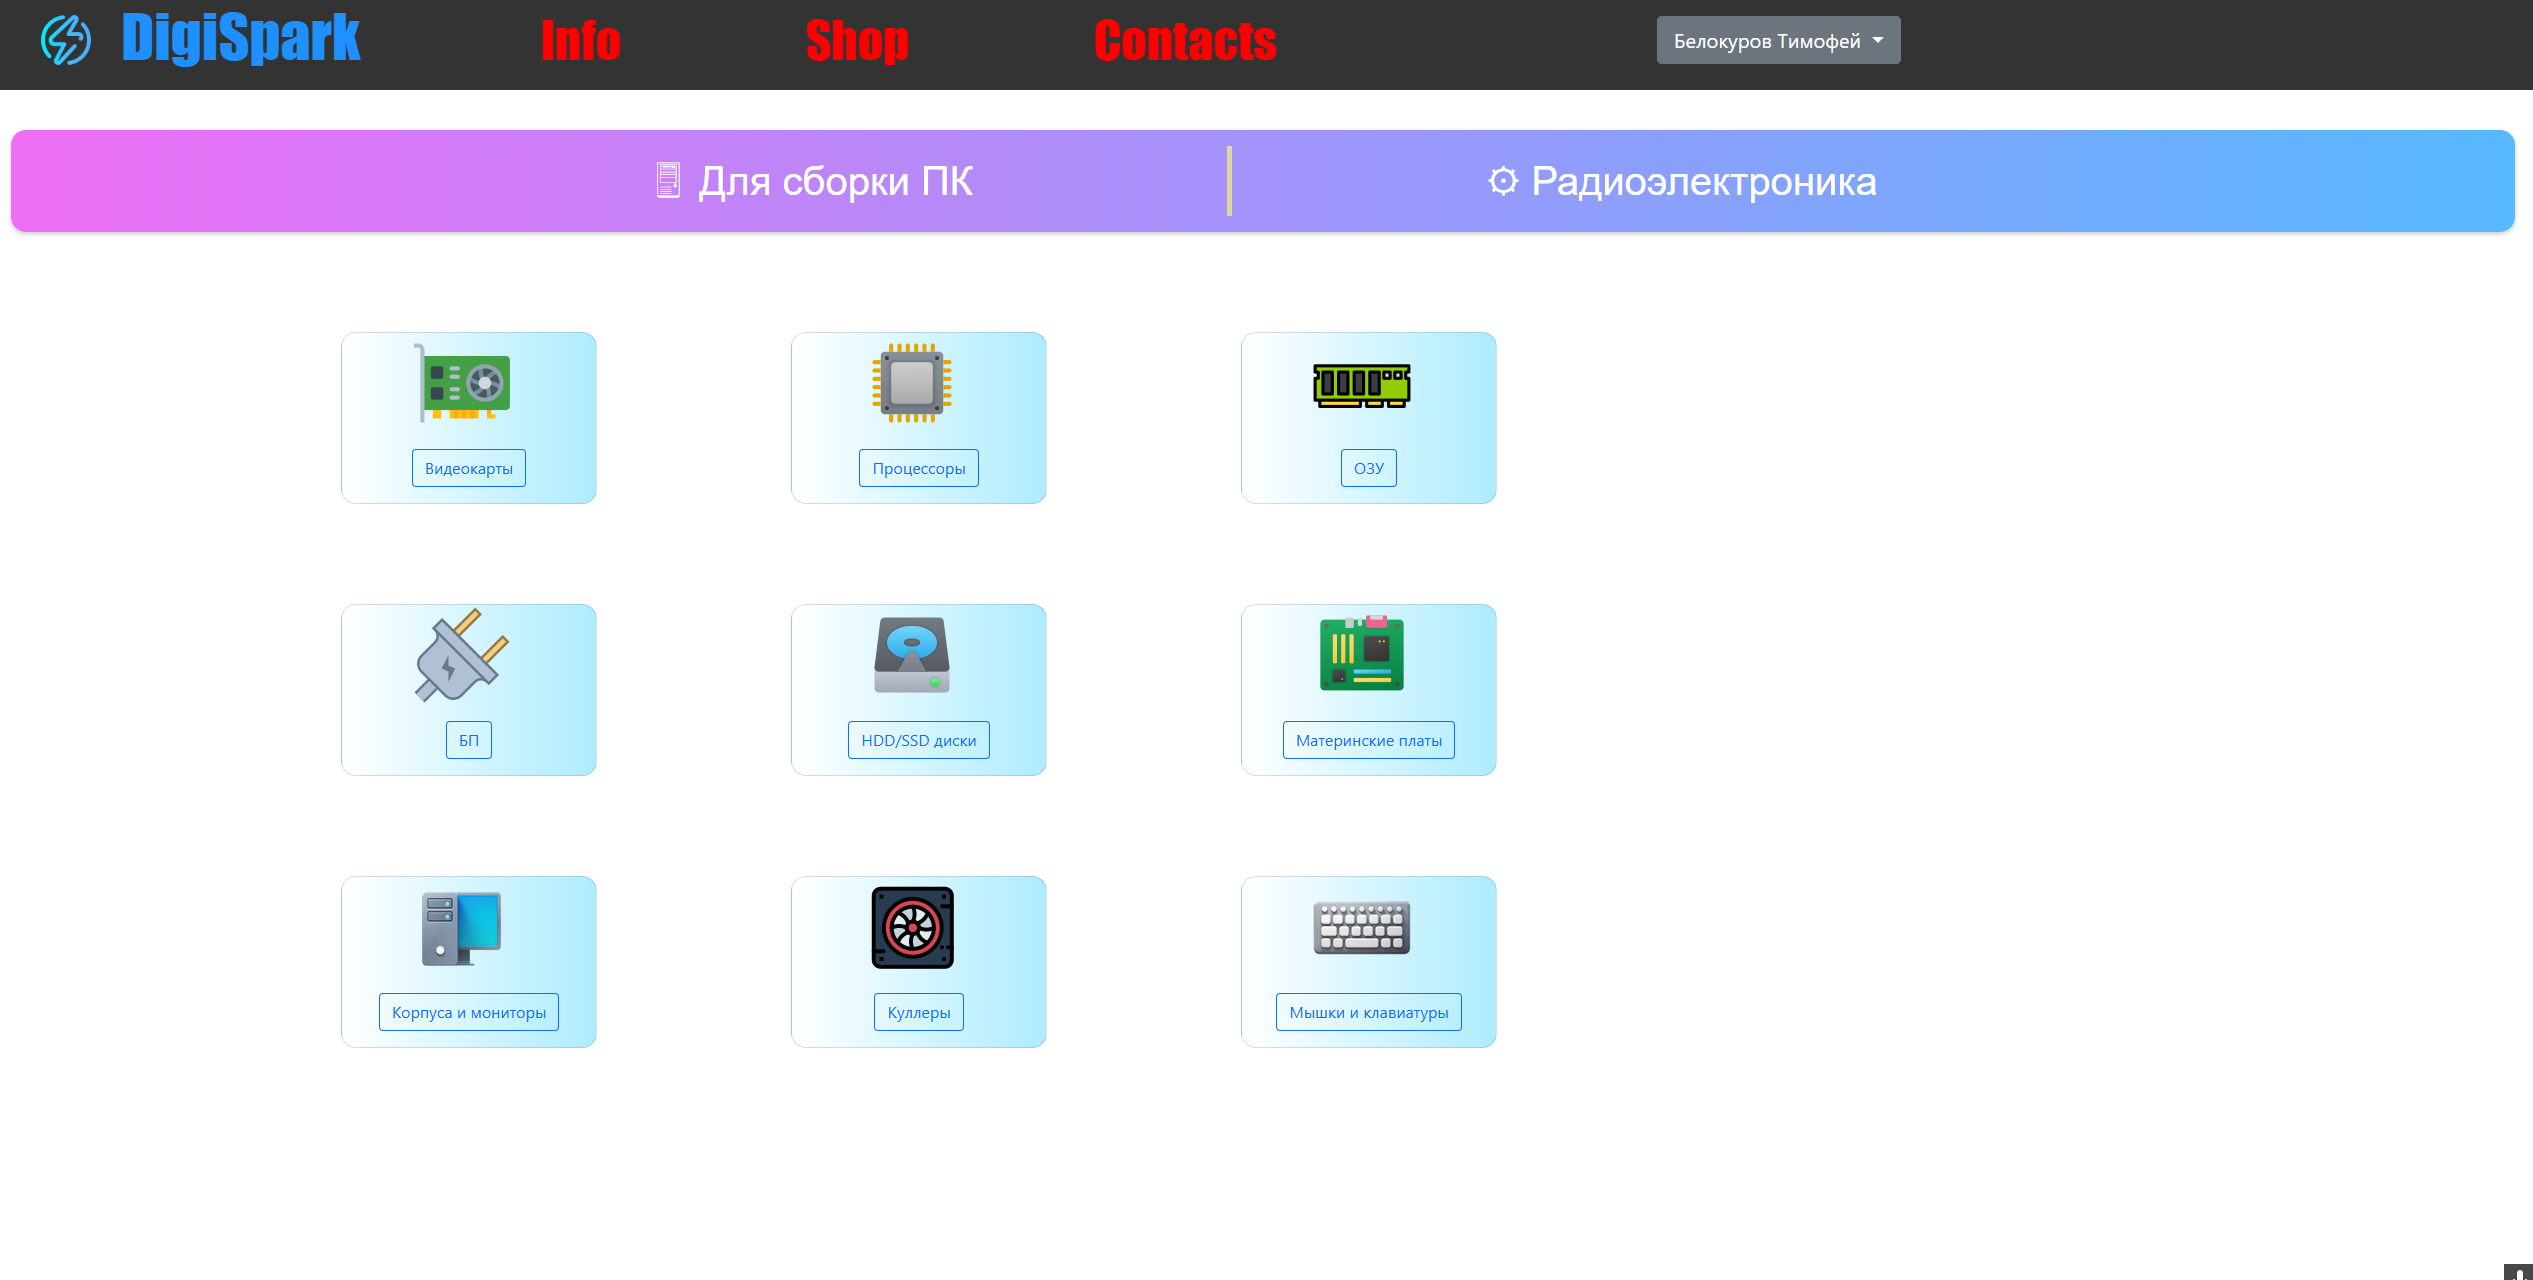 DigiSpark Info Shop Contacts Белокуров Тимофей
Для сборки ПК Радиоэлектроника
Видеокарты Процессоры ОЗУ
БП HDD/SSD диски Материнские платы
Корпуса и мониторы Куллеры Мышки и клавиатуры